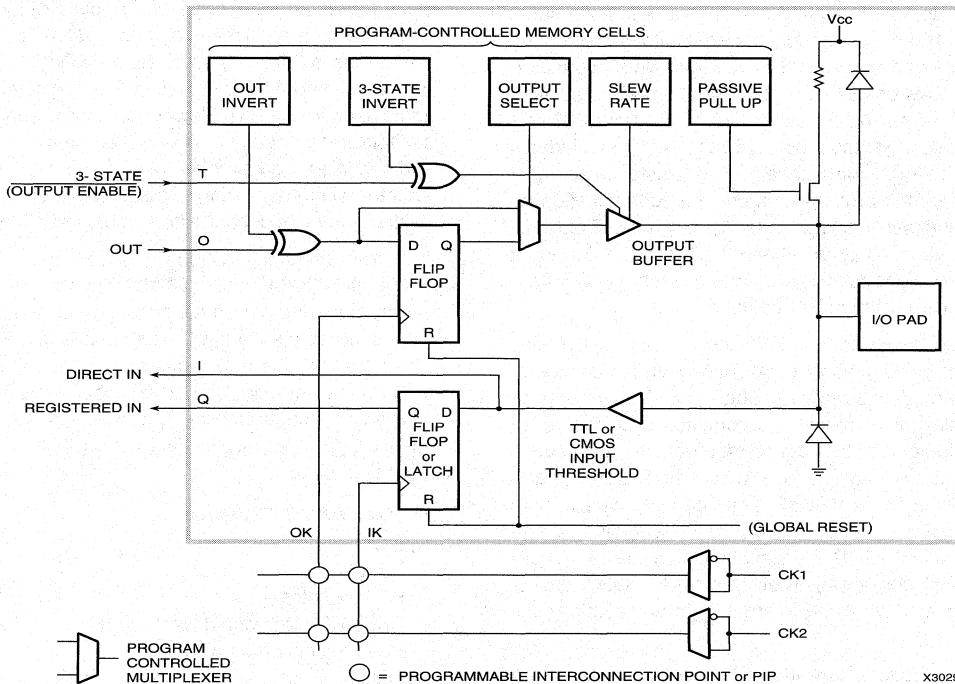 Vcc
PROGRAM-CONTROLLED MEMORY CELLS
OUT
INVERT
3-STATE
INVERT
OUTPUT
SELECT
SLEW
RATE
PASSIVE
PULL UP
3- STATE
(OUTPUT ENABLE)
T
OUT
O
D Q
FLIP
FLOP
R
OUTPUT
BUFFER
I/O PAD
DIRECT IN
I
REGISTERED IN
Q
Q D
FLIP
FLOP
or
LATCH
R
TTL or
CMOS
INPUT
THRESHOLD
OK
IK
(GLOBAL RESET)
CK1
CK2
PROGRAM
CONTROLLED
MULTIPLEXER
= PROGRAMMABLE INTERCONNECTION POINT or PIP
X3029